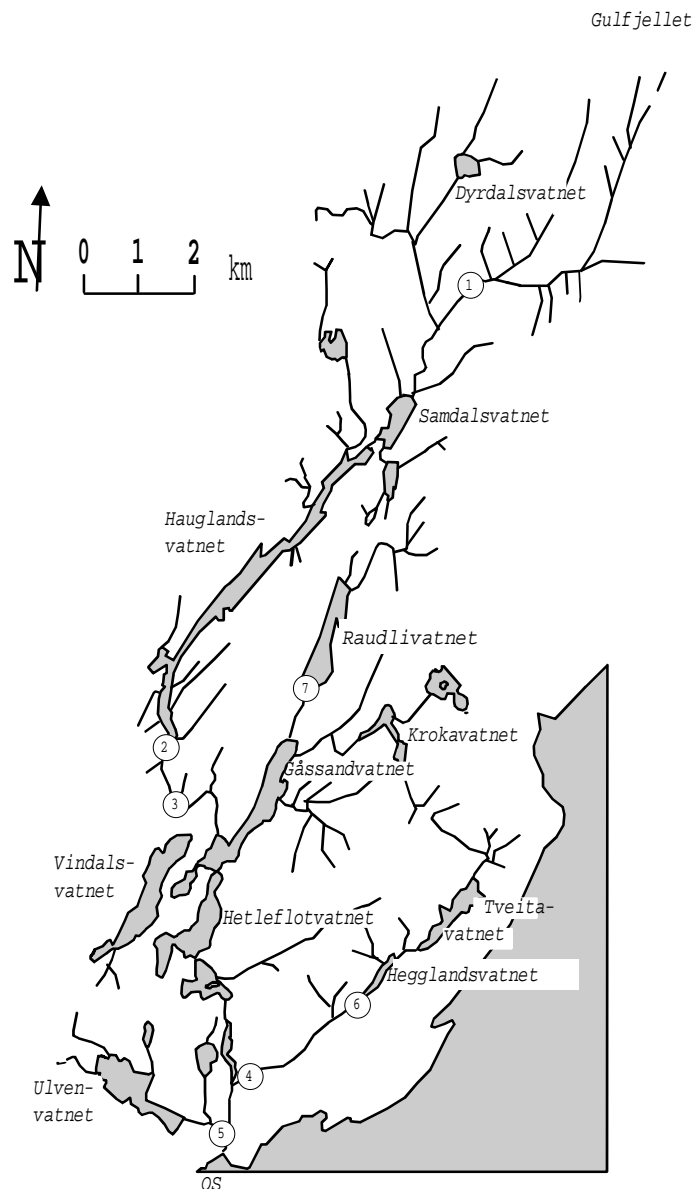 Gulfjellet
Dyrdalsvatnet
N
0 1 2
km
1
Samdalsvatnet
Hauglands-
vatnet
Raudlivatnet
7
Krokavatnet
2
Gåssandvatnet
3
Vindals-
vatnet
Hetleflotvatnet
Tveita-
vatnet
Hegglandsvatnet
6
4
Ulven-
vatnet
5
OS